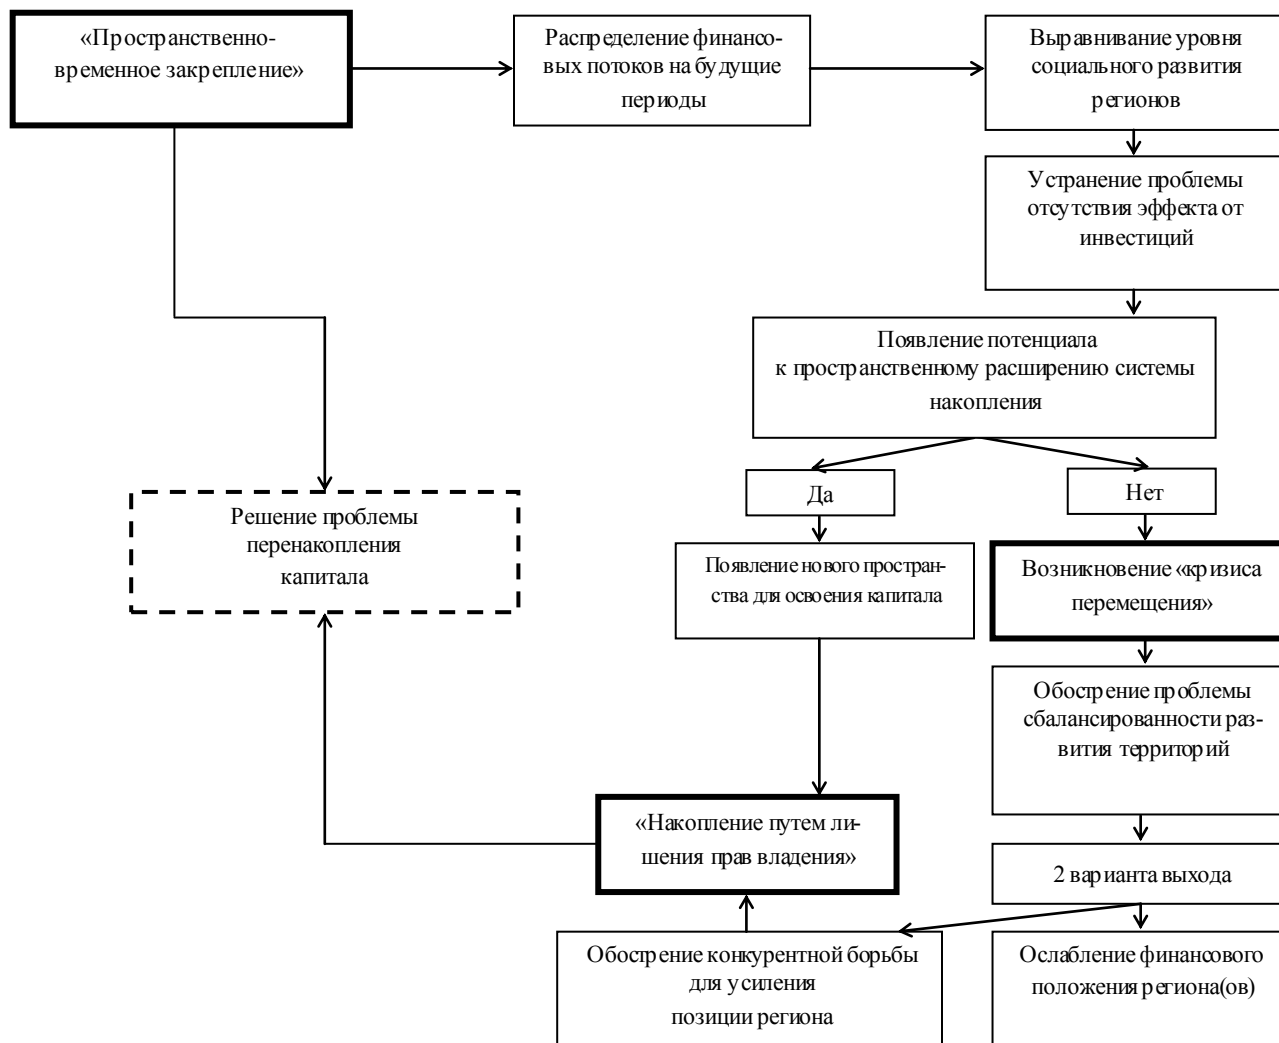 «Пространственно-
временное закрепление»
Распределение финансо-
вых потоков на будущие
периоды
Выравнивание уровня
социального развития
регионов
Устранение проблемы
отсутствия эффекта от
инвестиций
Появление потенциала
к пространственному расширению системы
накопления
Да
Нет
Решение проблемы
перенакопления
капитала
Появление нового простран-
ства для освоения капитала
Возникновение «кризиса
перемещения»
Обострение проблемы
сбалансированности раз-
вития территорий
«Накопление путем ли-
шения прав владения»
2 варианта выхода
Обострение конкурентной борьбы
для усиления
позиции региона
Ослабление финансового
положения региона(ов)